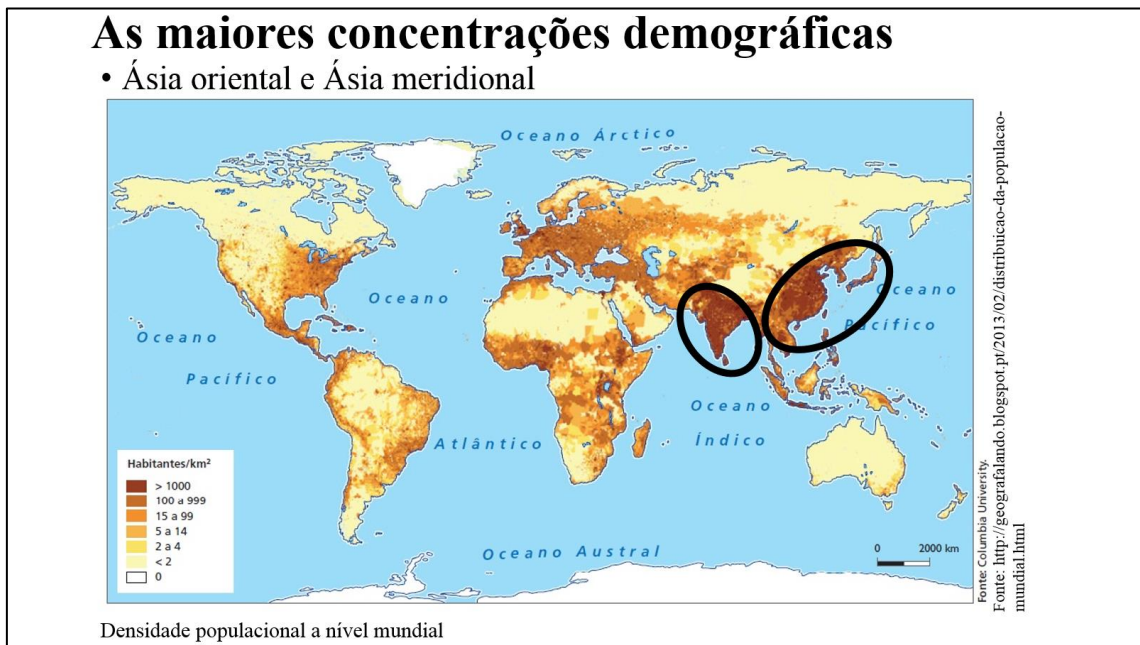 As maiores concentrações demográficas
• Ásia oriental e Ásia meridional
Oceano Árctico
Oceano
Oceano
Pacífico
Oceano
Pacífico
Oceano
Índico
Atlântico
Oceano Austral
Habitantes/km²
> 1000
100 a 999
15 a 99
5 a 14
2 a 4
< 2
0
0 2000 km
Fonte: Columbia University.
Fonte: http://geografalando.blogspot.pt/2013/02/distribuicao-da-populacao-
mundial.html
Densidade populacional a nível mundial